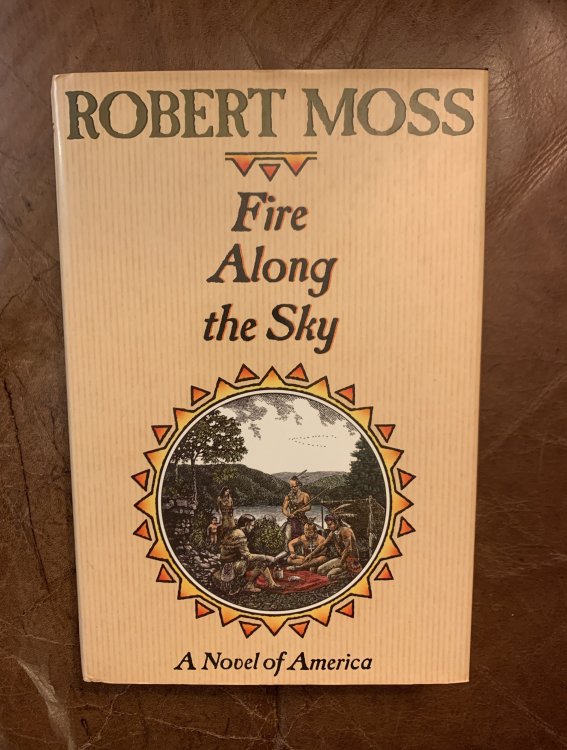 ROBERT MOSS
Fire
Along
the Sky
A Novel of America